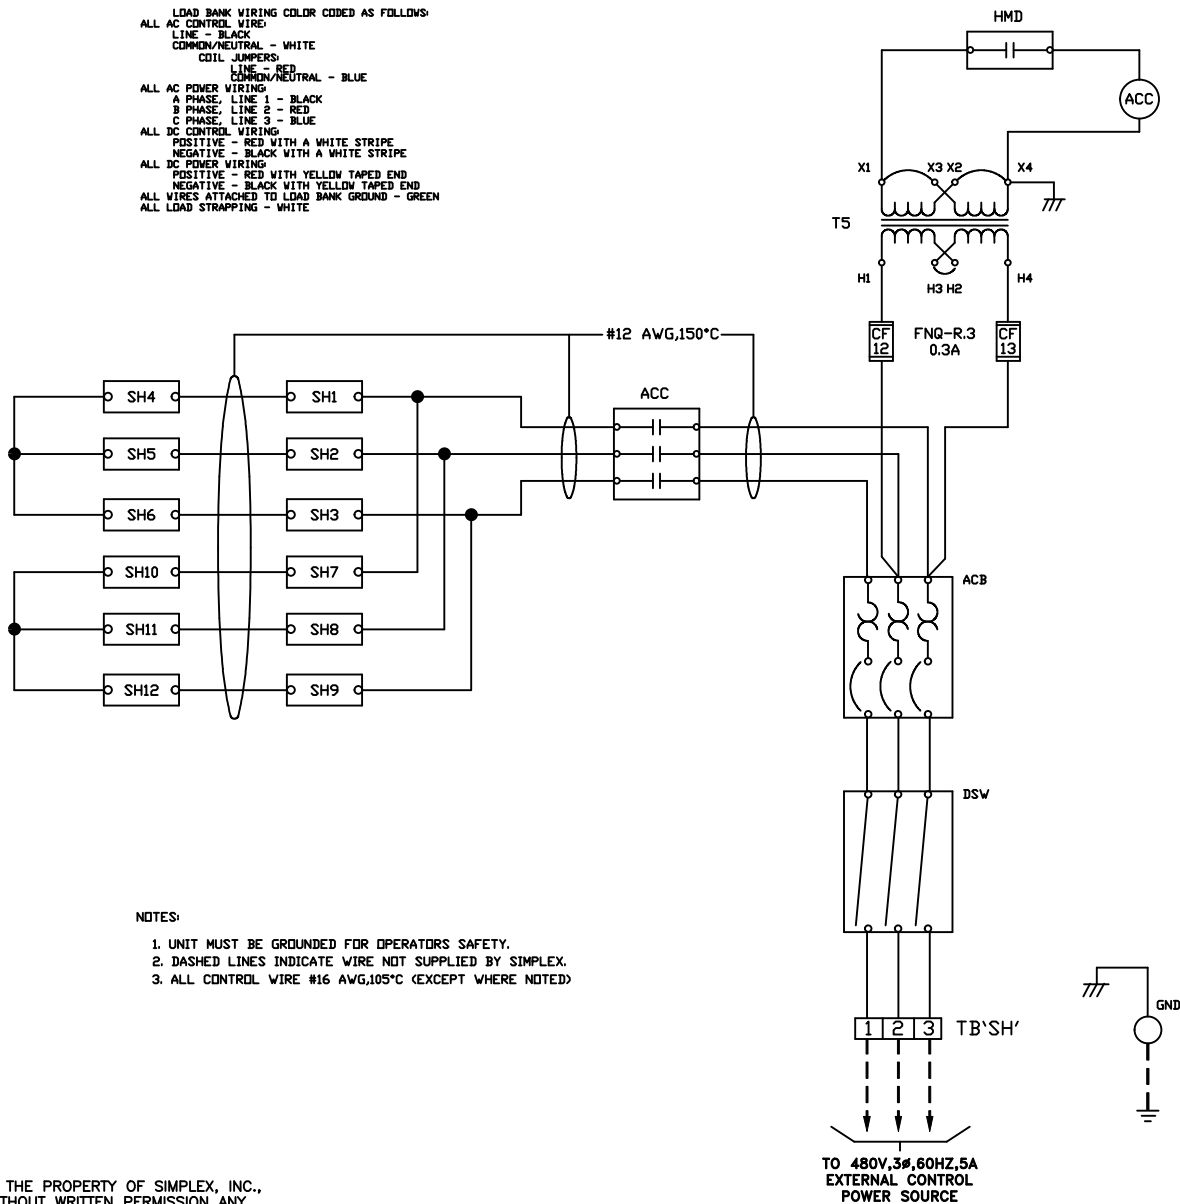 LOAD BANK WIRING COLOR CODED AS FOLLOWS:
ALL AC CONTROL WIRE:
LINE - BLACK
COMMON/NEUTRAL - WHITE
COIL JUMPERS:
LINE - RED
COMMON/NEUTRAL - BLUE
ALL AC POWER WIRING:
A PHASE, LINE 1 - BLACK
B PHASE, LINE 2 - RED
C PHASE, LINE 3 - BLUE
ALL DC CONTROL WIRING:
POSITIVE - RED WITH A WHITE STRIPE
NEGATIVE - BLACK WITH A WHITE STRIPE
ALL DC POWER WIRING:
POSITIVE - RED WITH YELLOW TAPED END
NEGATIVE - BLACK WITH YELLOW TAPED END
ALL WIRES ATTACHED TO LOAD BANK GROUND - GREEN
ALL LOAD STRAPPING - WHITE
HMD
ACC
X1 X3 X2 X4
T5
H1 H3 H2 H4
CF 12
FNQ-R.3
0.3A
CF 13
#12 AWG,150°C
ACC
SH4 SH1
SH5 SH2
SH6 SH3
SH10 SH7
SH11 SH8
SH12 SH9
ACB
DSW
NOTES:
1. UNIT MUST BE GROUNDED FOR OPERATORS SAFETY.
2. DASHED LINES INDICATE WIRE NOT SUPPLIED BY SIMPLEX.
3. ALL CONTROL WIRE #16 AWG,105°C (EXCEPT WHERE NOTED)
1 2 3 TB'SH'
GND
TO 480V,3ø,60HZ,5A
EXTERNAL CONTROL
POWER SOURCE
THE PROPERTY OF SIMPLEX, INC.,
THOUT WRITTEN PERMISSION ANY